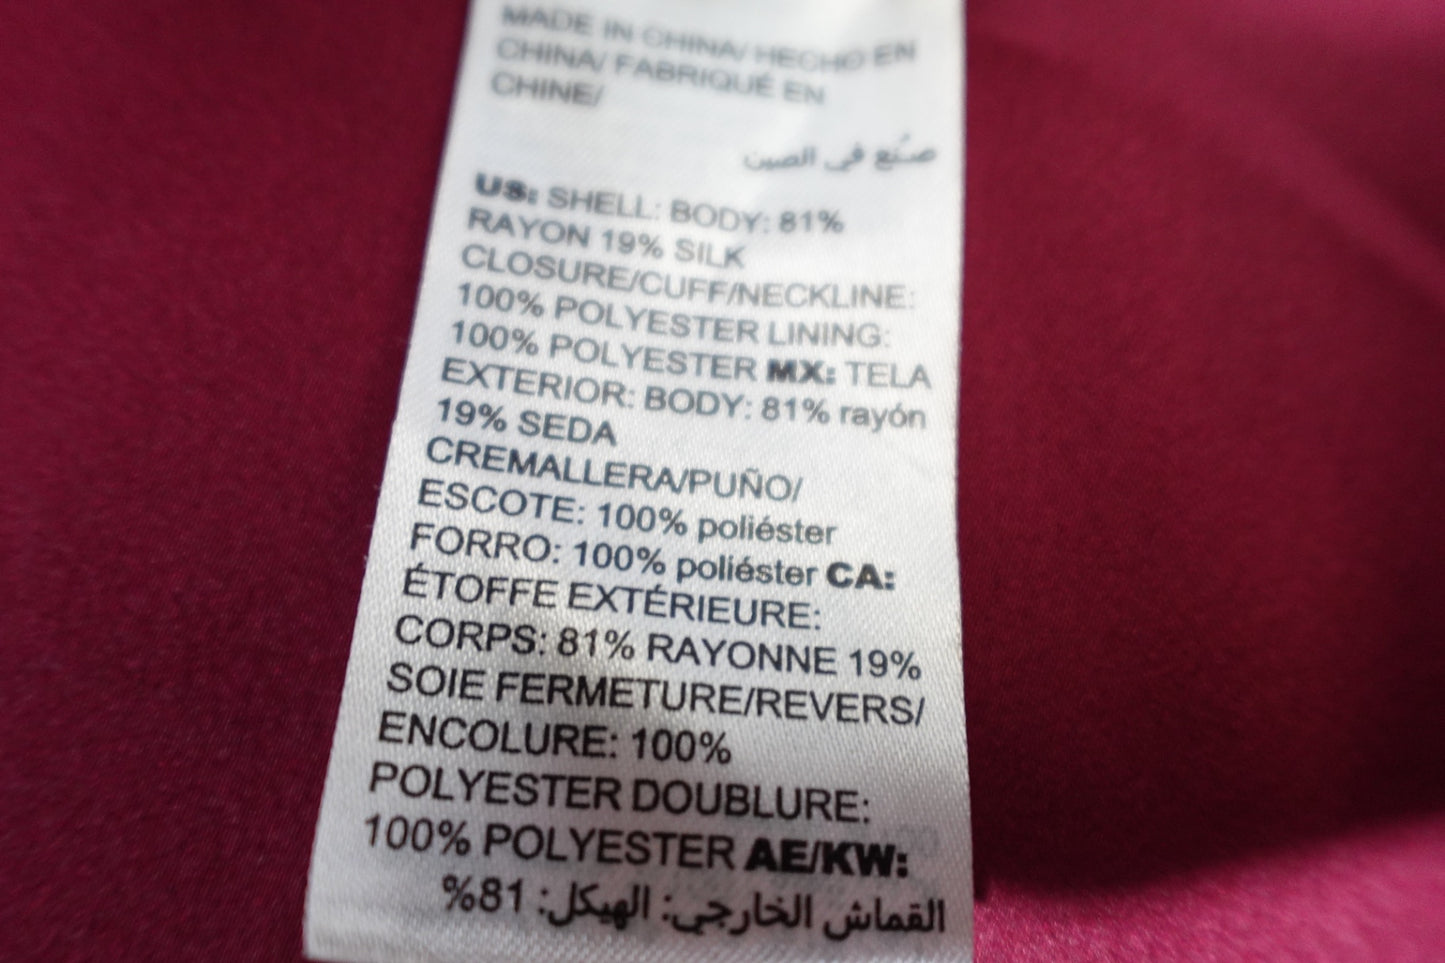 MADE IN CHINA/ HECHO EN
CHINA/ FABRIQUÉ EN
CHINE/
صنع في الصين
US: SHELL: BODY: 81%
RAYON 19% SILK
CLOSURE/CUFF/NECKLINE:
100% POLYESTER LINING:
100% POLYESTER MX: TELA
EXTERIOR: BODY: 81% rayón
19% SEDA
CREMALLERA/PUÑO/
ESCOTE: 100% poliéster
FORRO: 100% poliéster CA:
ÉTOFFE EXTÉRIEURE:
CORPS: 81% RAYONNE 19%
SOIE FERMETURE/REVERS/
ENCOLURE: 100%
POLYESTER DOUBLURE:
100% POLYESTER AE/KW:
القماش الخارجي: الهيكل: 81%